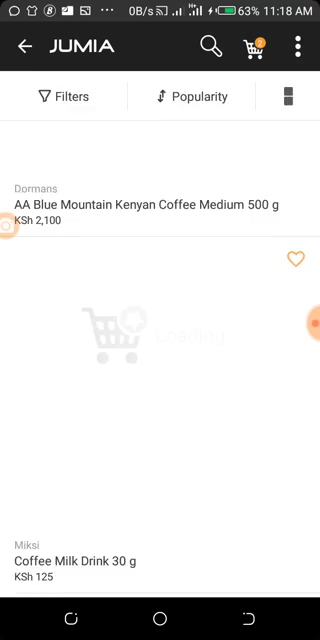 0B/s 63% 11:18 AM
JUMIA
2
Filters
Popularity
Dormans
AA Blue Mountain Kenyan Coffee Medium 500 g
KSh 2,100
Loading
Miksi
Coffee Milk Drink 30 g
KSh 125